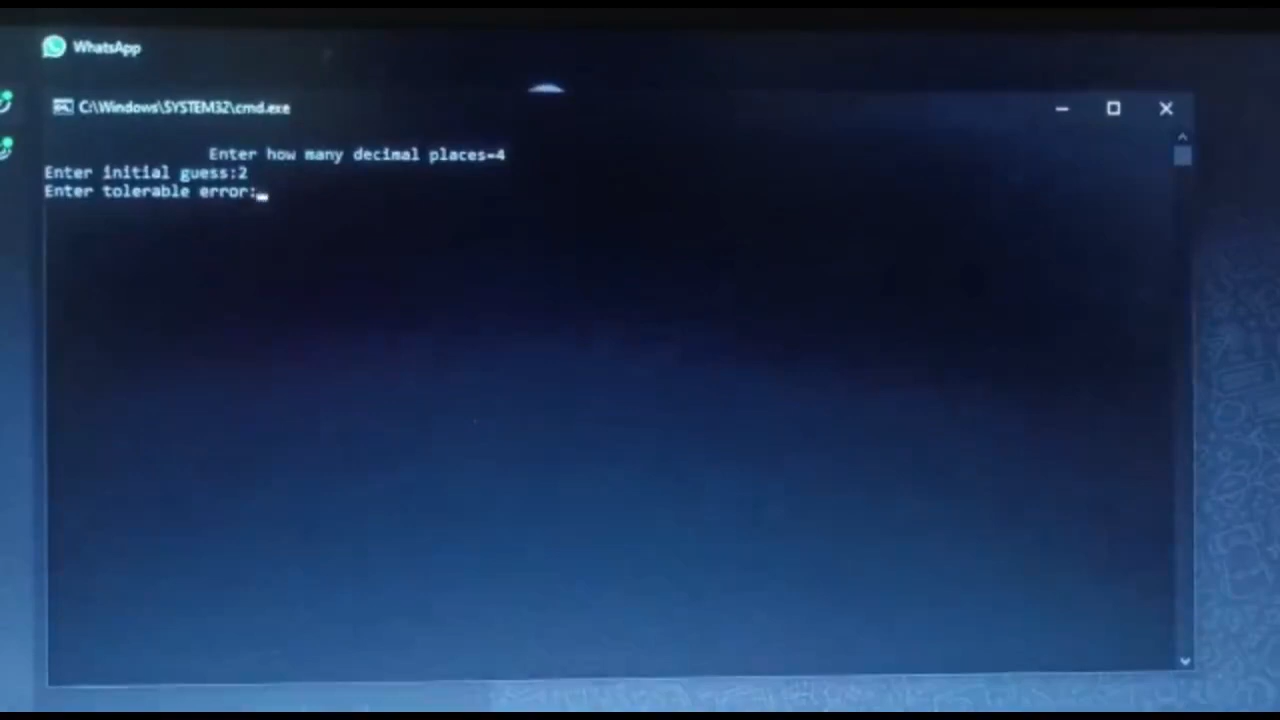 WhatsApp
C:\Windows\SYSTEM32\cmd.exe
Enter how many decimal places=4
Enter initial guess:2
Enter tolerable error: